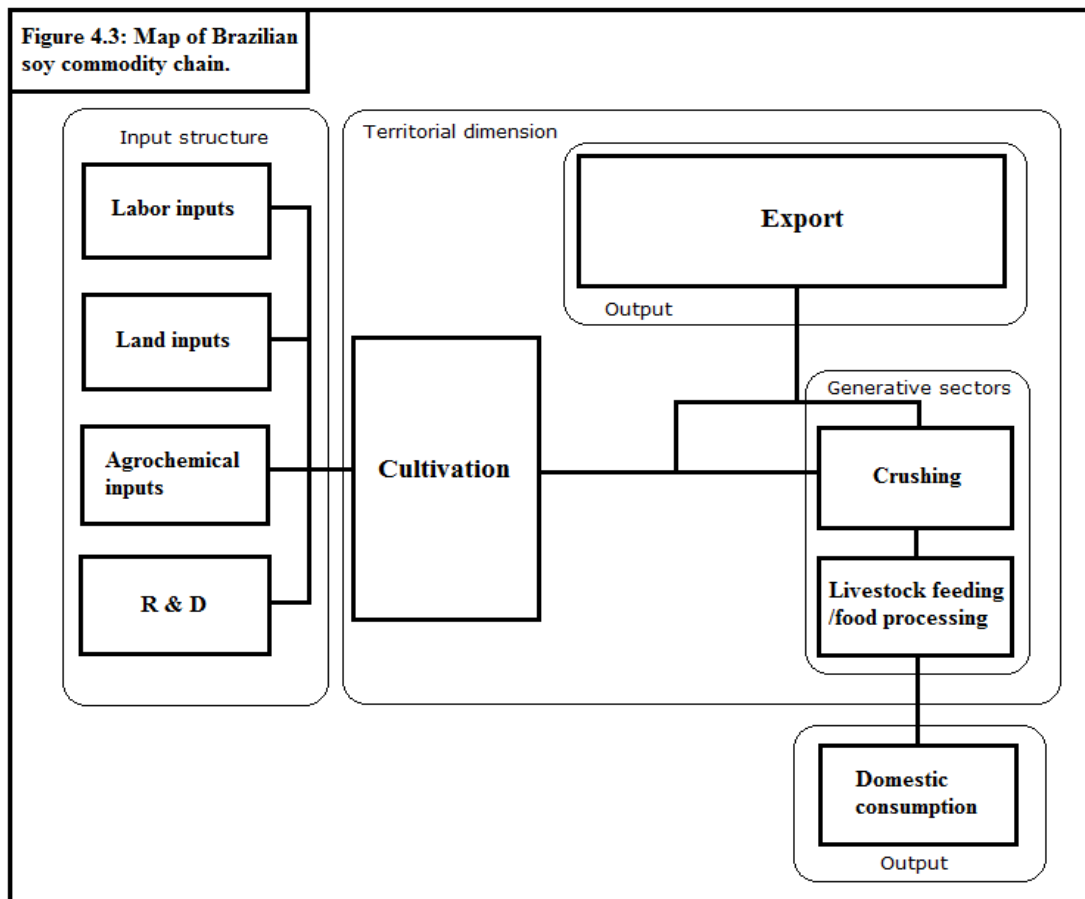 Figure 4.3: Map of Brazilian
soy commodity chain.
Input structure
Labor inputs
Land inputs
Agrochemical
inputs
R & D
Territorial dimension
Export
Output
Cultivation
Generative sectors
Crushing
Livestock feeding
/food processing
Domestic
consumption
Output